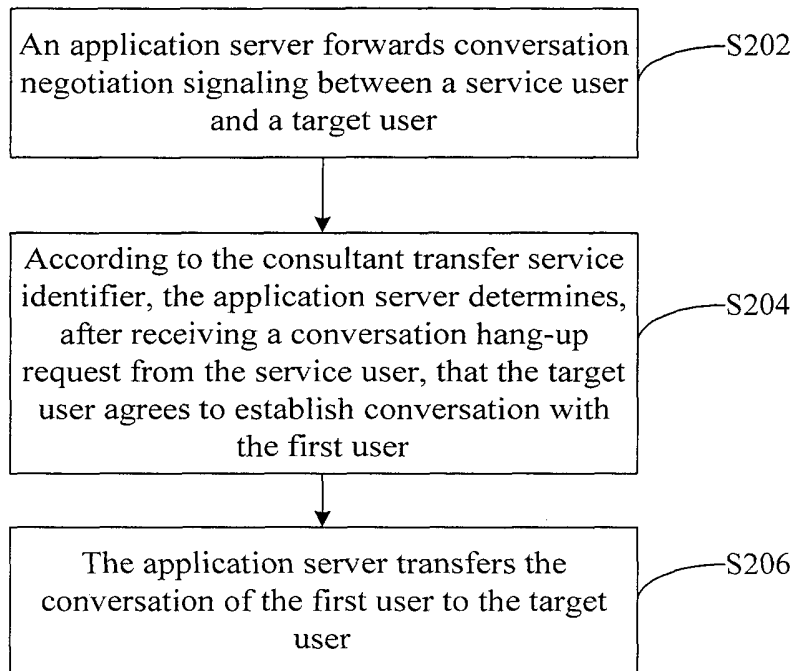 An application server forwards conversation
negotiation signaling between a service user
and a target user
S202
According to the consultant transfer service
identifier, the application server determines,
after receiving a conversation hang-up
request from the service user, that the target
user agrees to establish conversation with
the first user
S204
The application server transfers the
conversation of the first user to the target
user
S206